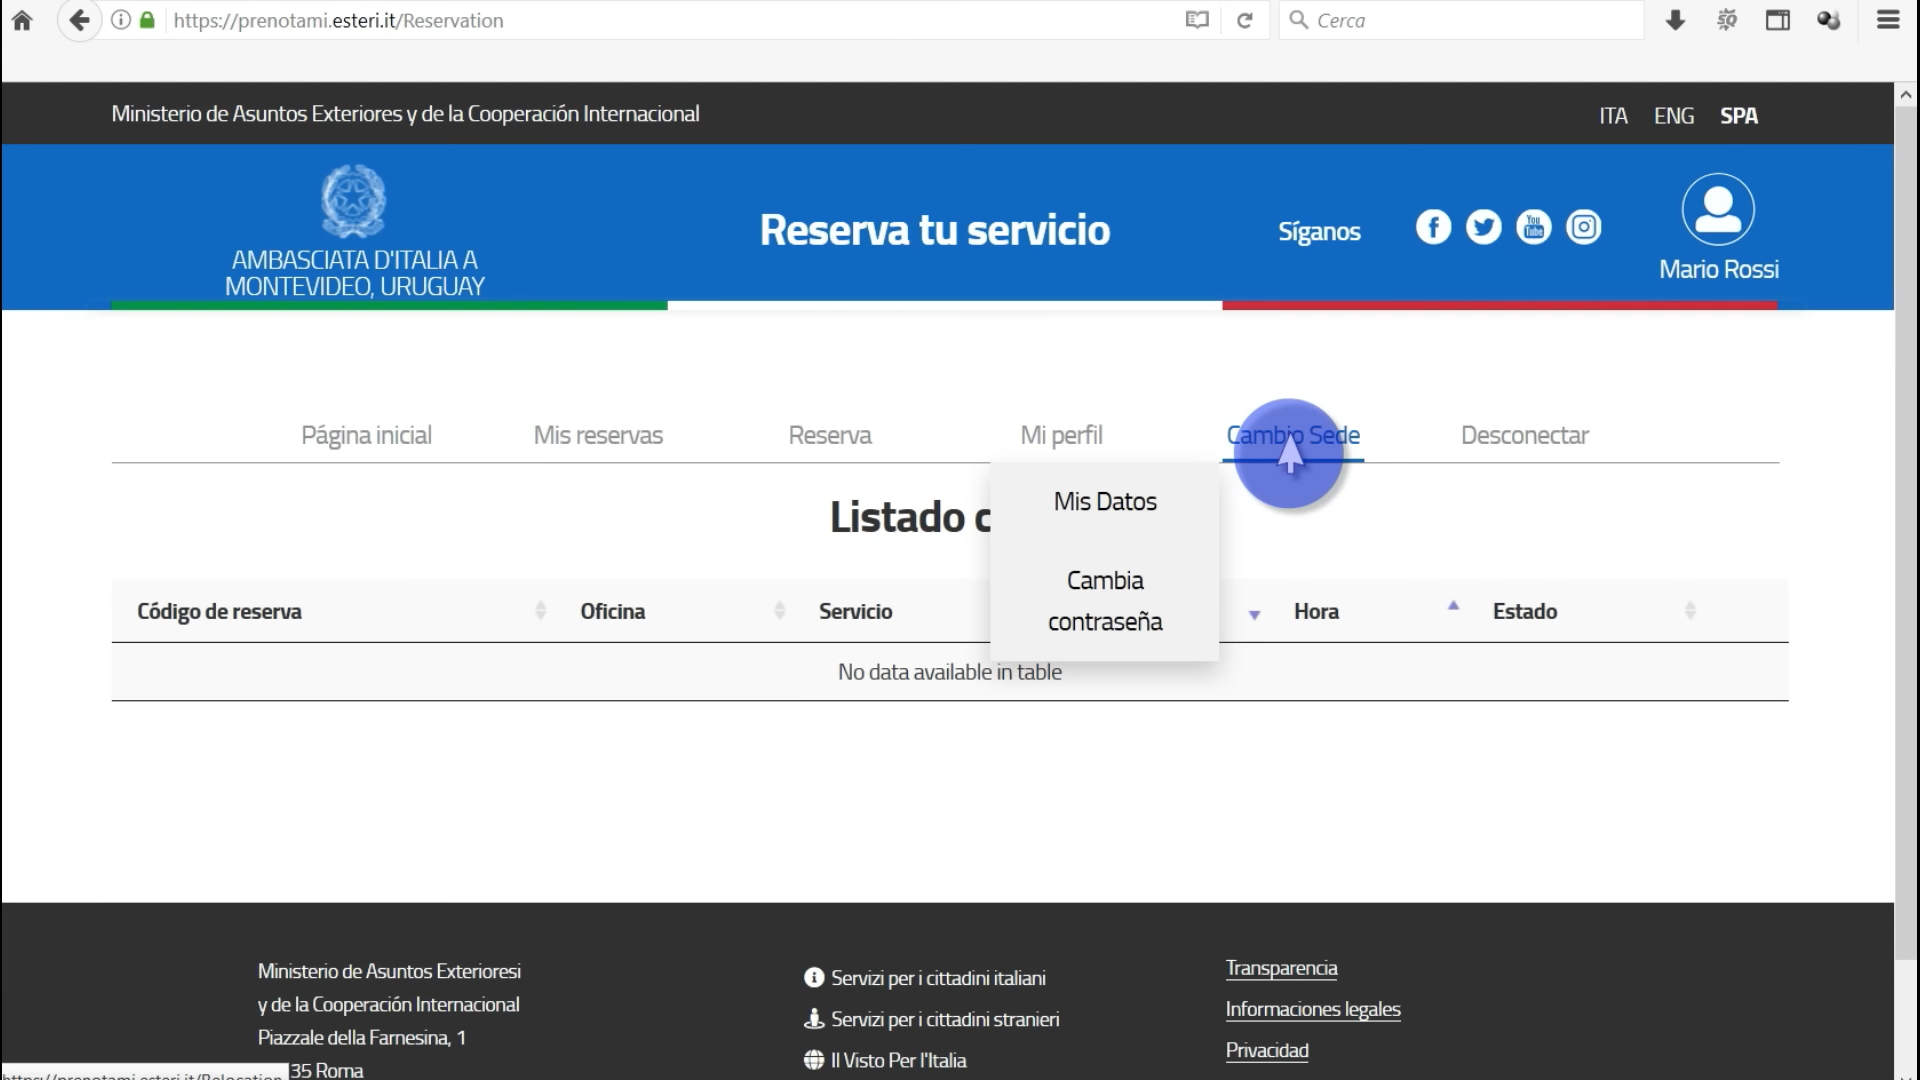 https://prenotami.esteri.it/Reservation
Cerca
Ministerio de Asuntos Exteriores y de la Cooperación Internacional
ITA ENG SPA
AMBASCIATA D'ITALIA A
MONTEVIDEO, URUGUAY
Reserva tu servicio
Síganos
Mario Rossi
Página inicial Mis reservas Reserva Mi perfil Cambio Sede Desconectar
Mis Datos
Cambia
contraseña
Listado
Código de reserva Oficina Servicio Hora Estado
No data available in table
Ministerio de Asuntos Exterioresi
y de la Cooperación Internacional
Piazzale della Farnesina, 1
35 Roma
Servizi per i cittadini italiani
Servizi per i cittadini stranieri
Il Visto Per l'Italia
Transparencia
Informaciones legales
Privacidad